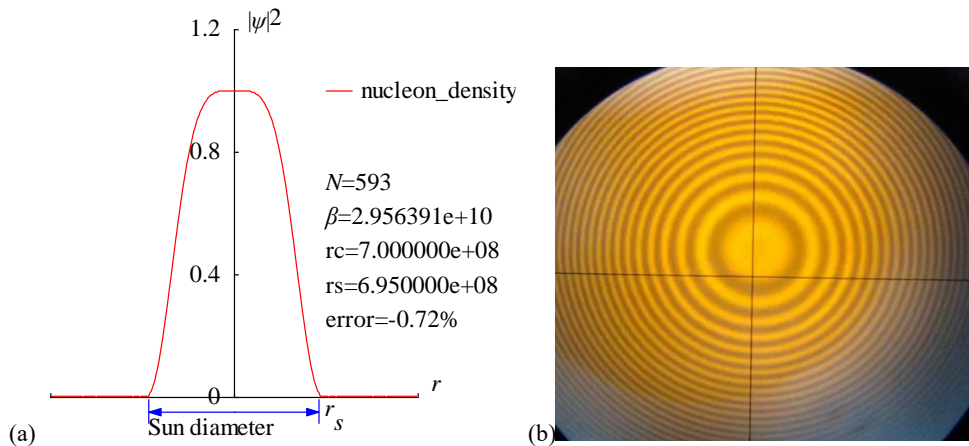 |ψ|2
1.2
nucleon_density
0.8
N=593
β=2.956391e+10
rc=7.000000e+08
0.4
rs=6.950000e+08
error=-0.72%
r
0
r_s
Sun diameter
(a)
(b)